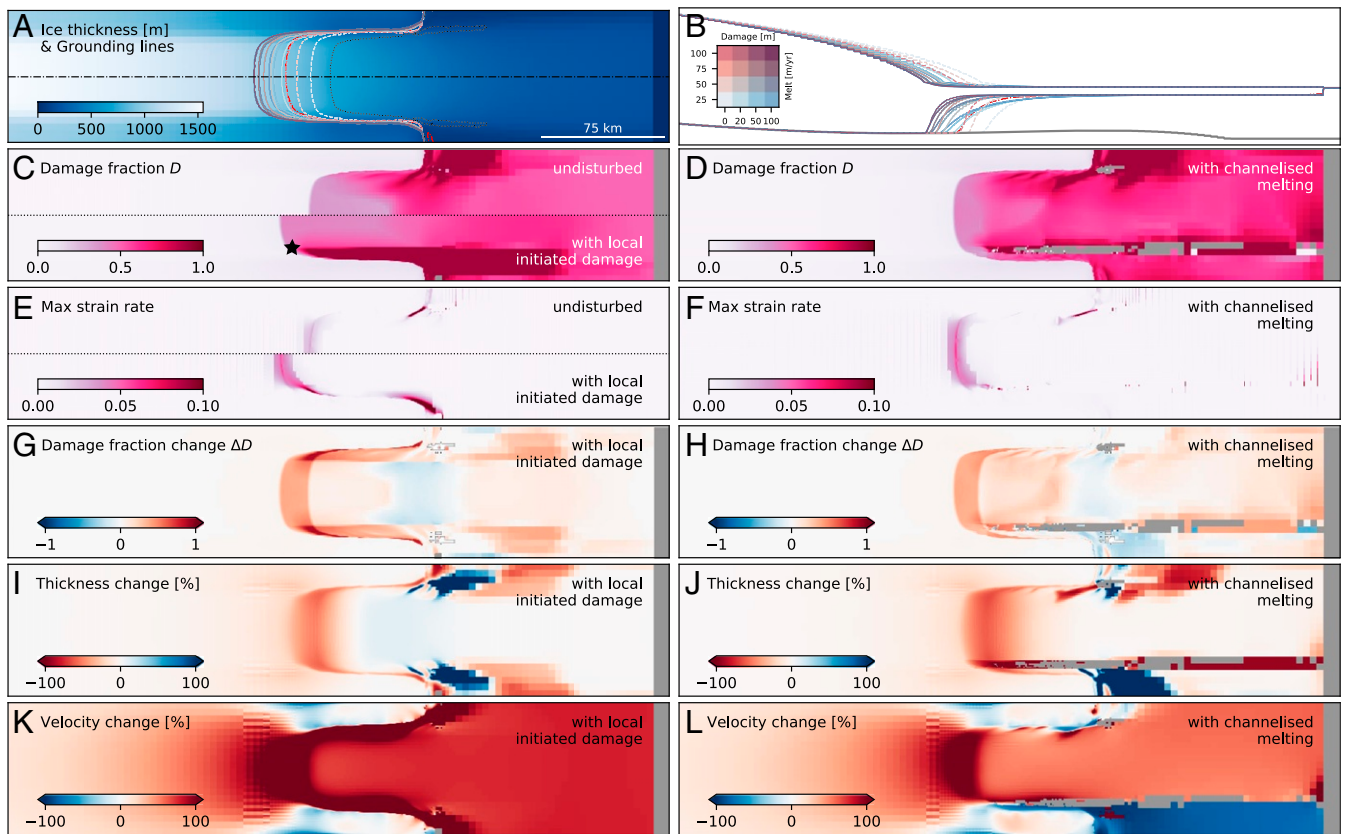 A Ice thickness [m]
& Grounding lines
0 500 1000 1500
75 km
B
Damage [m]
100
75
50
25
0 20 50 100
Melt [m/yr]
C Damage fraction D
undisturbed
0.0 0.5 1.0
with local
initiated damage
D Damage fraction D
with channelised
melting
0.0 0.5 1.0
E Max strain rate
undisturbed
0.00 0.05 0.10
with local
initiated damage
F Max strain rate
with channelised
melting
0.00 0.05 0.10
G Damage fraction change ΔD
with local
initiated damage
−1 0 1
H Damage fraction change ΔD
with channelised
melting
−1 0 1
I Thickness change [%]
with local
initiated damage
−100 0 100
J Thickness change [%]
with channelised
melting
−100 0 100
K Velocity change [%]
with local
initiated damage
−100 0 100
L Velocity change [%]
with channelised
melting
−100 0 100